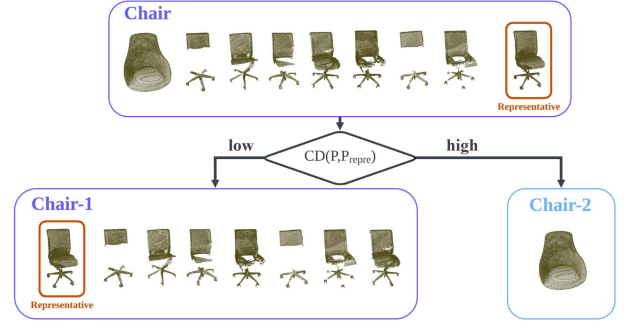 Chair
Representative
low
CD(P,P_repre)
high
Chair-1
Representative
Chair-2